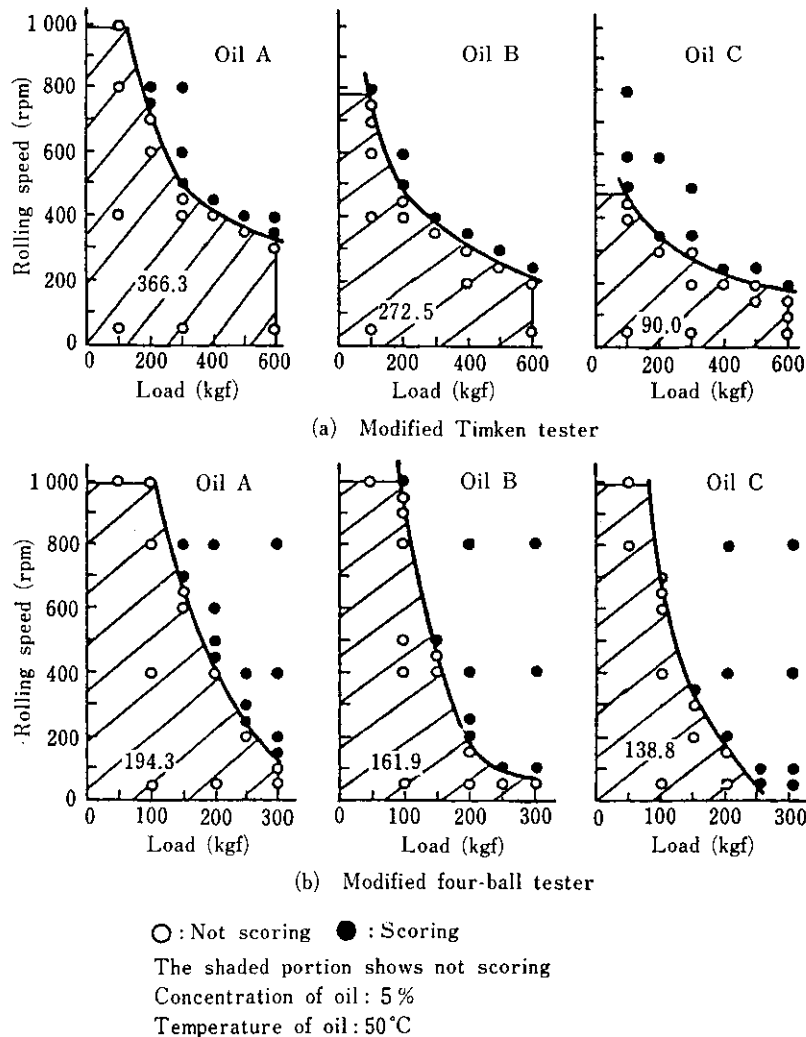 Oil A
Oil B
Oil C
Rolling speed (rpm)
1 000
800
600
400
200
0
366.3
272.5
90.0
0 200 400 600
0 200 400 600
0 200 400 600
Load (kgf)
Load (kgf)
Load (kgf)
(a) Modified Timken tester
Oil A
Oil B
Oil C
Rolling speed (rpm)
1 000
800
600
400
200
0
194.3
161.9
138.8
0 100 200 300
0 100 200 300
0 100 200 300
Load (kgf)
Load (kgf)
Load (kgf)
(b) Modified four-ball tester
○ : Not scoring ● : Scoring
The shaded portion shows not scoring
Concentration of oil : 5 %
Temperature of oil : 50°C